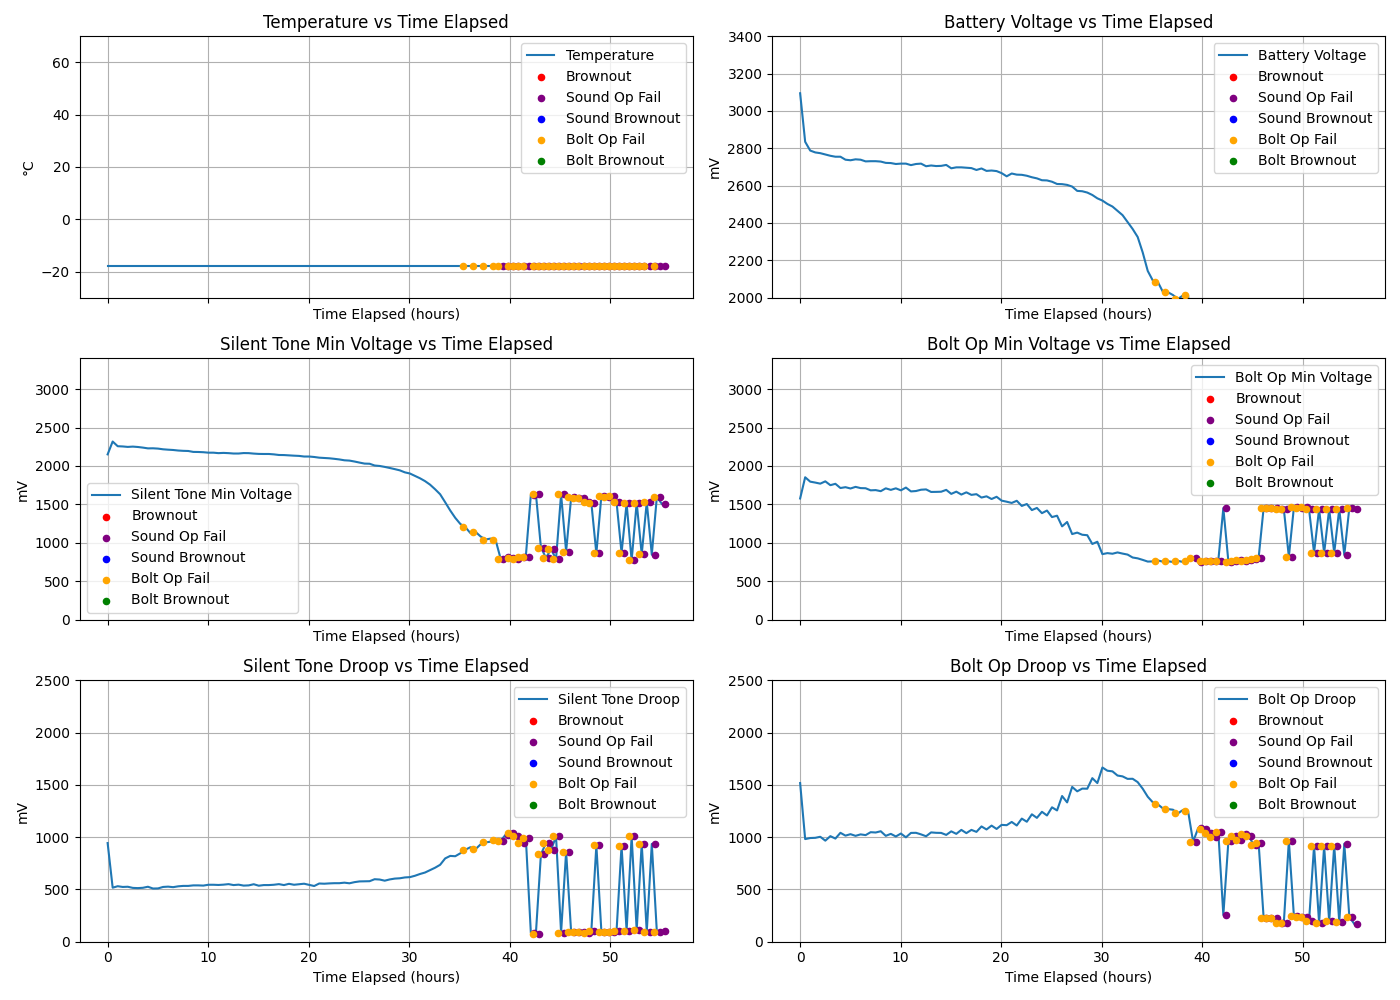 Temperature vs Time Elapsed
°C
60
40
20
0
−20
Temperature
Brownout
Sound Op Fail
Sound Brownout
Bolt Op Fail
Bolt Brownout
Time Elapsed (hours)
Battery Voltage vs Time Elapsed
mV
3400
3200
3000
2800
2600
2400
2200
2000
Battery Voltage
Brownout
Sound Op Fail
Sound Brownout
Bolt Op Fail
Bolt Brownout
Time Elapsed (hours)
Silent Tone Min Voltage vs Time Elapsed
mV
3000
2500
2000
1500
1000
500
0
Silent Tone Min Voltage
Brownout
Sound Op Fail
Sound Brownout
Bolt Op Fail
Bolt Brownout
Time Elapsed (hours)
Bolt Op Min Voltage vs Time Elapsed
mV
3000
2500
2000
1500
1000
500
0
Bolt Op Min Voltage
Brownout
Sound Op Fail
Sound Brownout
Bolt Op Fail
Bolt Brownout
Time Elapsed (hours)
Silent Tone Droop vs Time Elapsed
mV
2500
2000
1500
1000
500
0
Silent Tone Droop
Brownout
Sound Op Fail
Sound Brownout
Bolt Op Fail
Bolt Brownout
0 10 20 30 40 50
Time Elapsed (hours)
Bolt Op Droop vs Time Elapsed
mV
2500
2000
1500
1000
500
0
Bolt Op Droop
Brownout
Sound Op Fail
Sound Brownout
Bolt Op Fail
Bolt Brownout
0 10 20 30 40 50
Time Elapsed (hours)